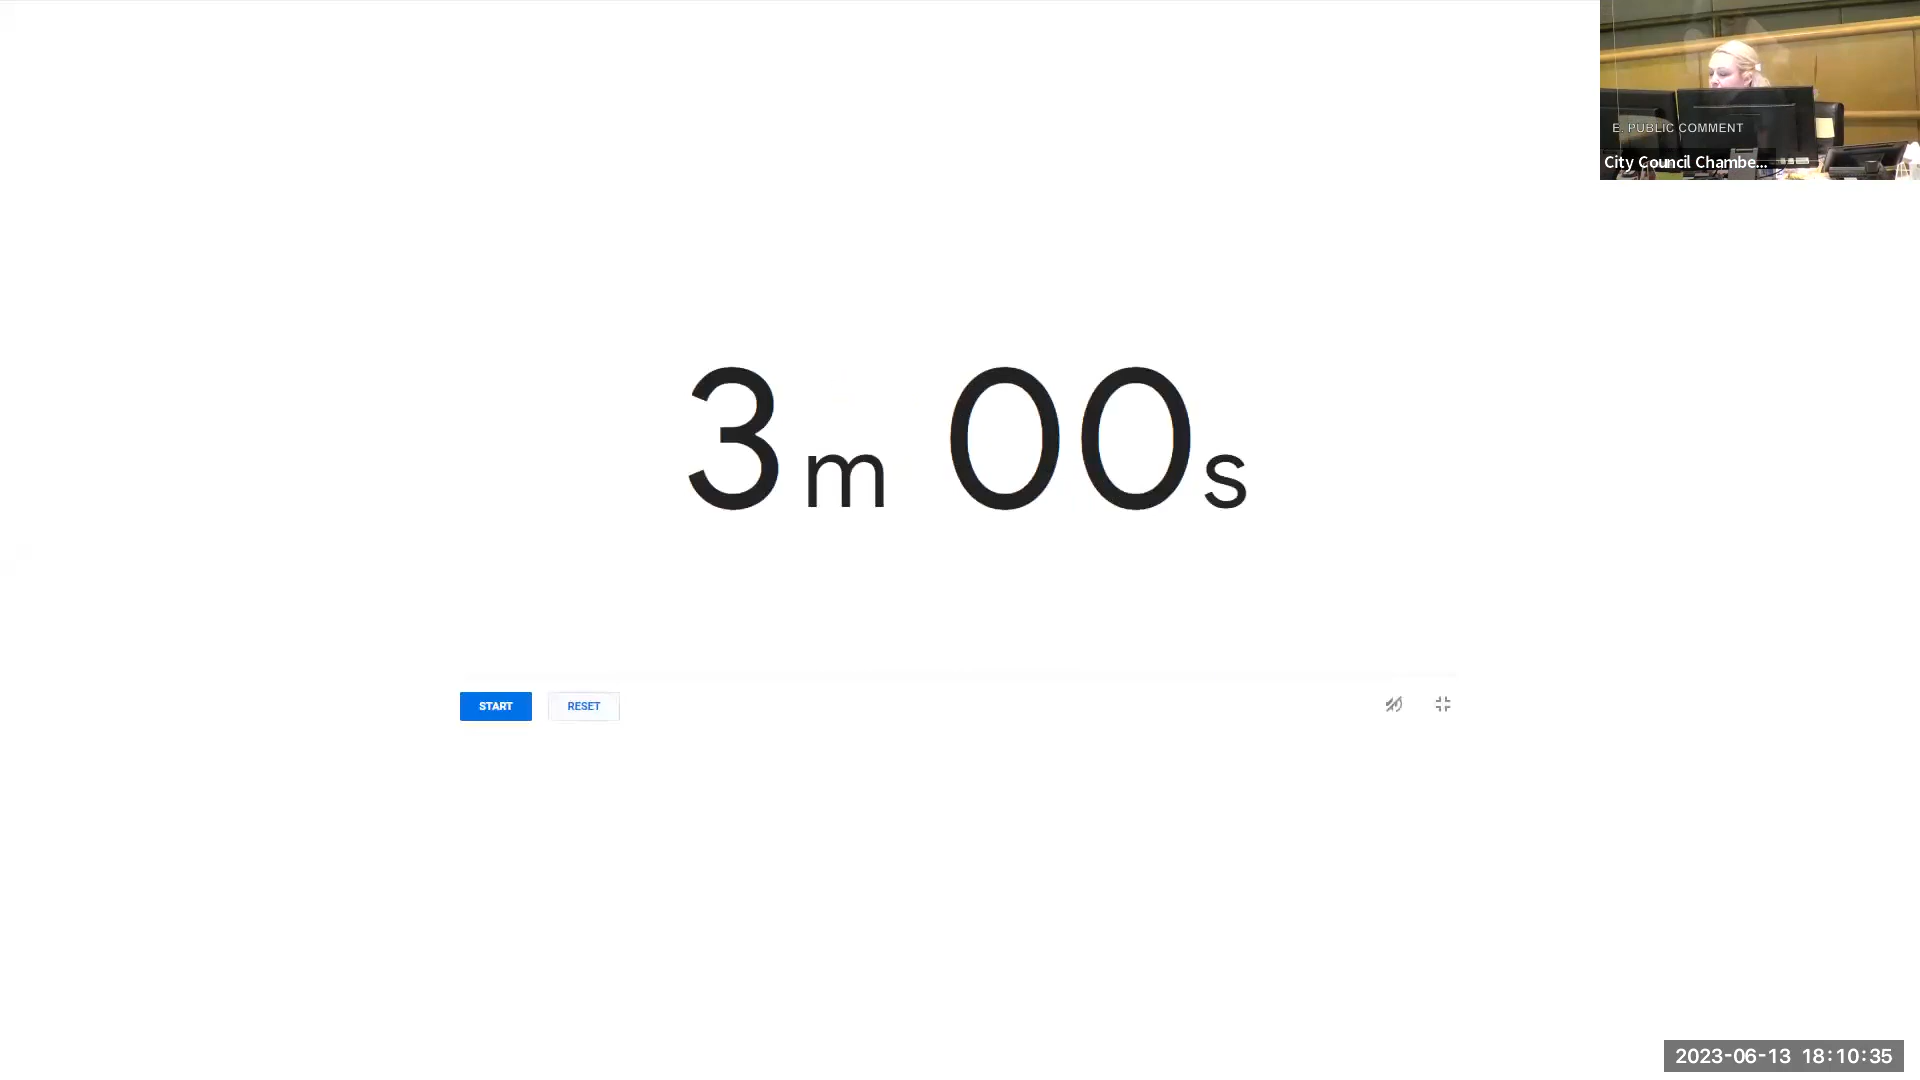 E. PUBLIC COMMENT
City Council Chambe...
3m 00s
START RESET
2023-06-13 18:10:35